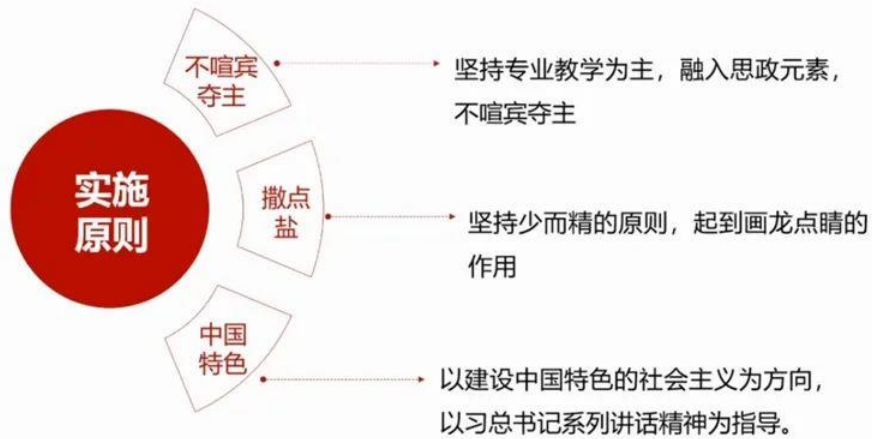 实施
原则
不喧宾
夺主
坚持专业教学为主，融入思政元素，
不喧宾夺主
撒点
盐
坚持少而精的原则，起到画龙点睛的
作用
中国
特色
以建设中国特色的社会主义为方向，
以习总书记系列讲话精神为指导。